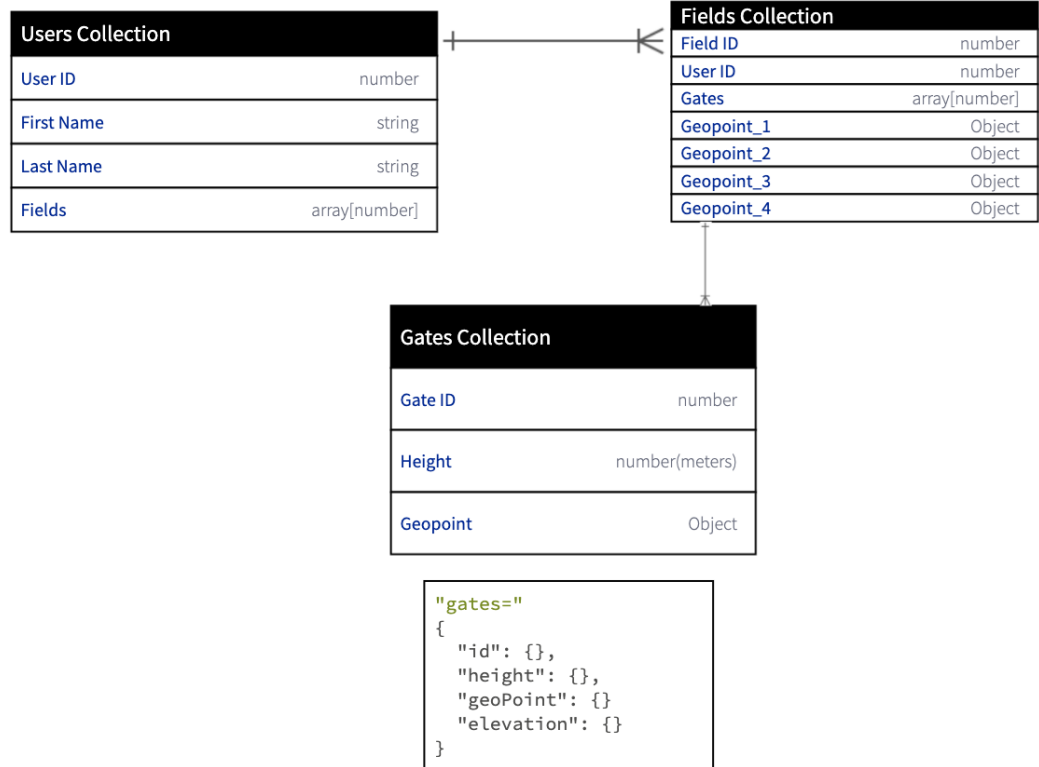 Users Collection
User ID number
First Name string
Last Name string
Fields array[number]
Fields Collection
Field ID number
User ID number
Gates array[number]
Geopoint_1 Object
Geopoint_2 Object
Geopoint_3 Object
Geopoint_4 Object
Gates Collection
Gate ID number
Height number(meters)
Geopoint Object
"gates="
{
"id": {},
"height": {},
"geoPoint": {}
"elevation": {}
}